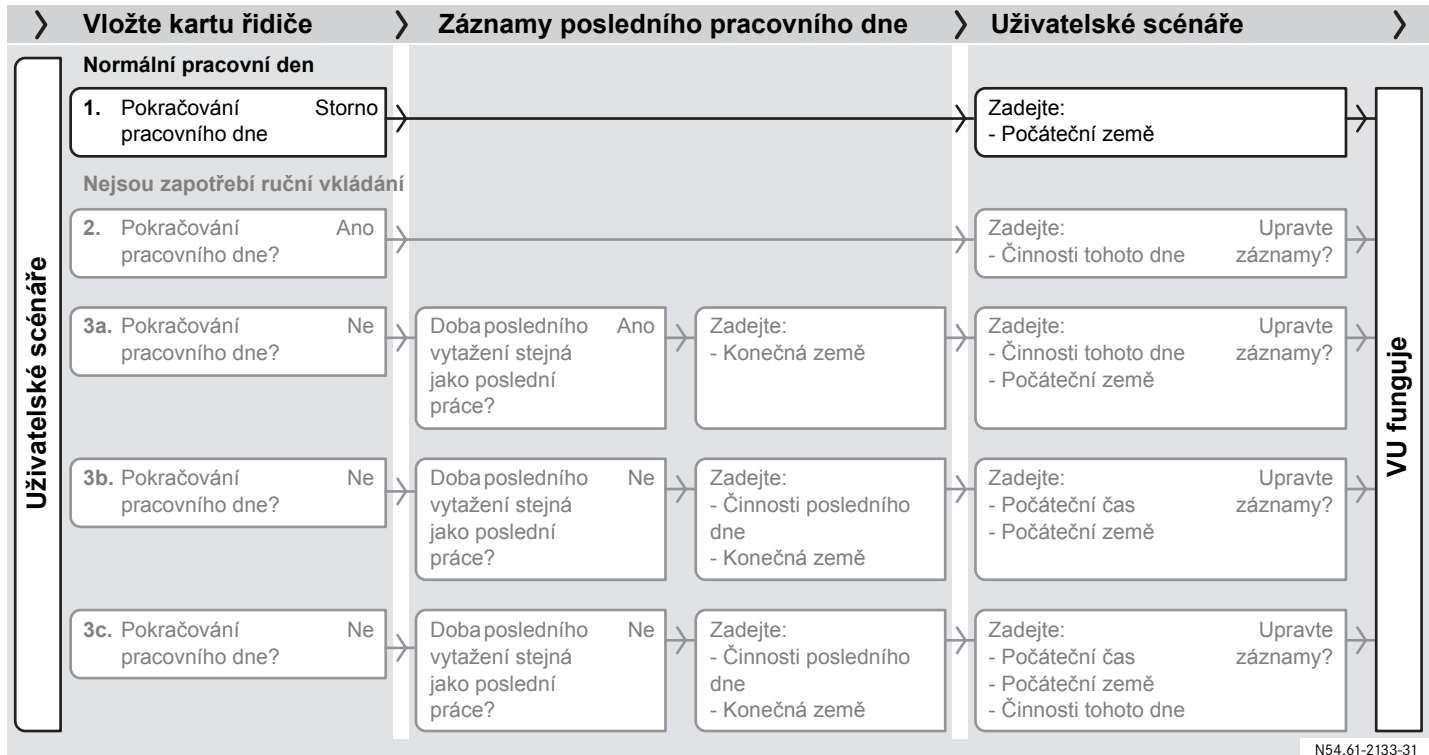 Vložte kartu řidiče
Záznamy posledního pracovního dne
Uživatelské scénáře
Uživatelské scénáře
Normální pracovní den
1. Pokračování Storno
pracovního dne
Zadejte:
- Počáteční země
Nejsou zapotřebí ruční vkládání
2. Pokračování Ano
pracovního dne?
Zadejte: Upravte
- Činnosti tohoto dne záznamy?
3a. Pokračování Ne
pracovního dne?
Doba posledního Ano
vytažení stejná
jako poslední
práce?
Zadejte:
- Konečná země
Zadejte: Upravte
- Činnosti tohoto dne záznamy?
- Počáteční země
3b. Pokračování Ne
pracovního dne?
Doba posledního Ne
vytažení stejná
jako poslední
práce?
Zadejte:
- Činnosti posledního
dne
- Konečná země
Zadejte: Upravte
- Počáteční čas záznamy?
- Počáteční země
3c. Pokračování Ne
pracovního dne?
Doba posledního Ne
vytažení stejná
jako poslední
práce?
Zadejte:
- Činnosti posledního
dne
- Konečná země
Zadejte: Upravte
- Počáteční čas záznamy?
- Počáteční země
- Činnosti tohoto dne
VU funguje
N54.61-2133-31